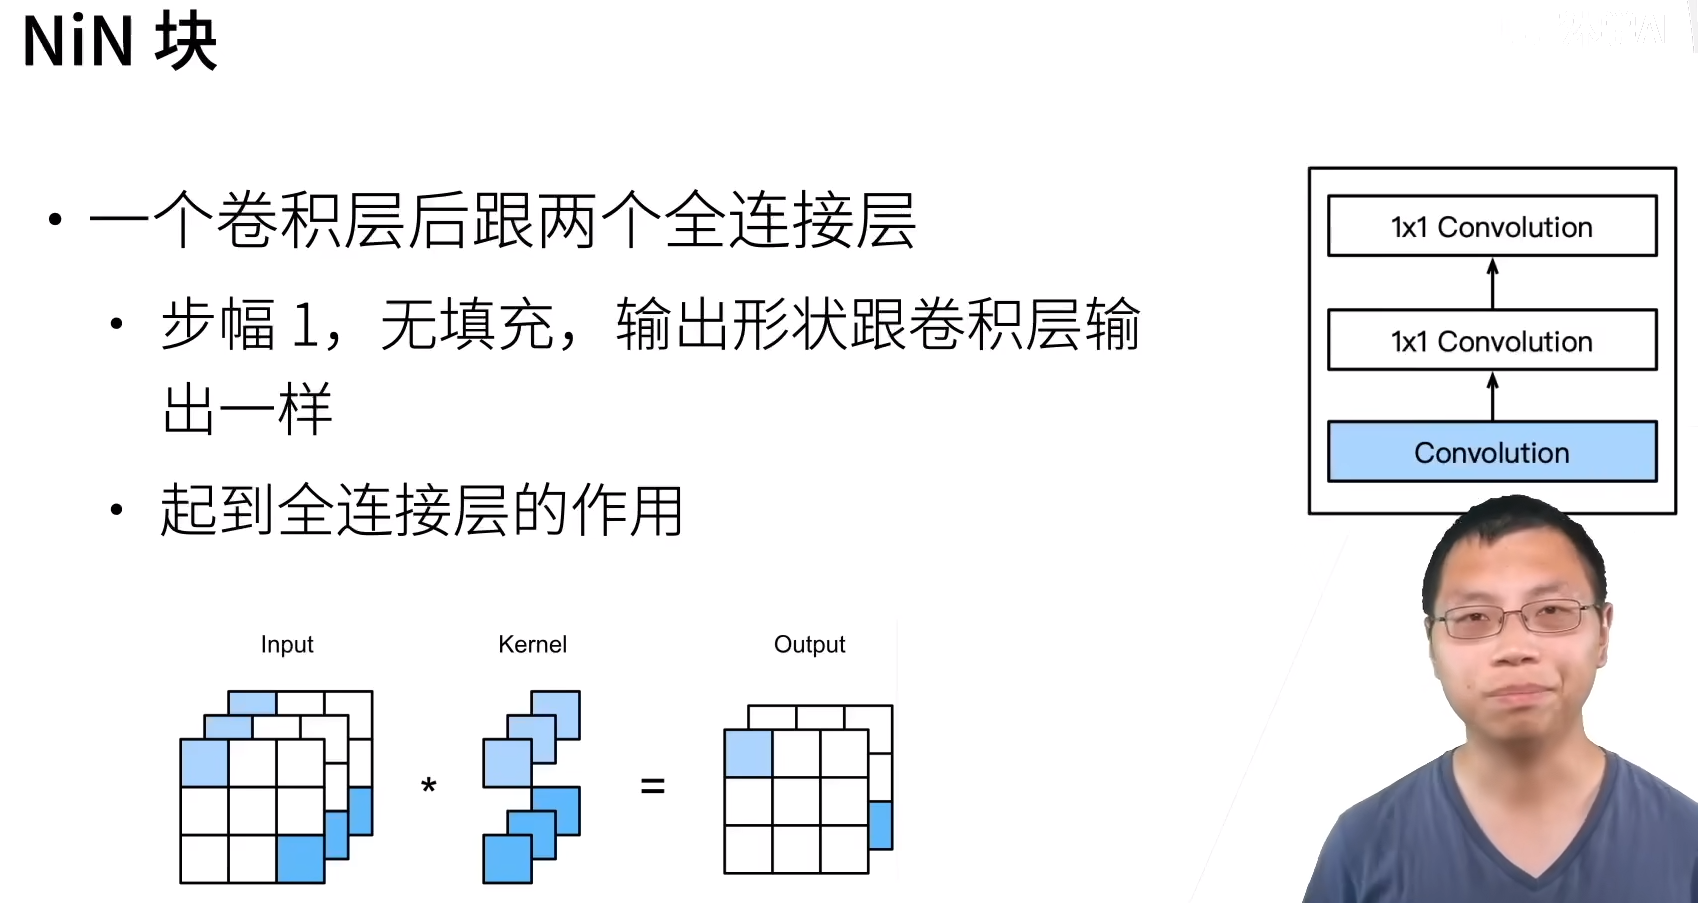 NiN 块
• 一个卷积层后跟两个全连接层
• 步幅 1，无填充，输出形状跟卷积层输
出一样
• 起到全连接层的作用
1x1 Convolution
1x1 Convolution
Convolution
Input
Kernel
Output
*
=